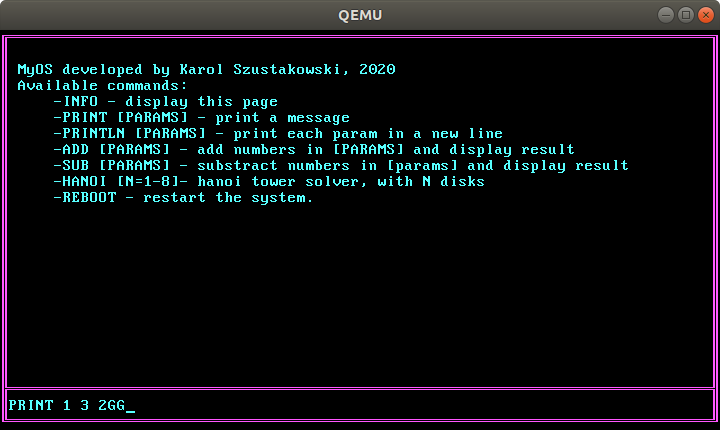 QEMU
MyOS developed by Karol Szustakowski, 2020
Available commands:
-INFO - display this page
-PRINT [PARAMS] - print a message
-PRINTLN [PARAMS] - print each param in a new line
-ADD [PARAMS] - add numbers in [PARAMS] and display result
-SUB [PARAMS] - substract numbers in [params] and display result
-HANOI [N=1-8]- hanoi tower solver, with N disks
-REBOOT - restart the system.
PRINT 1 3 2GG_